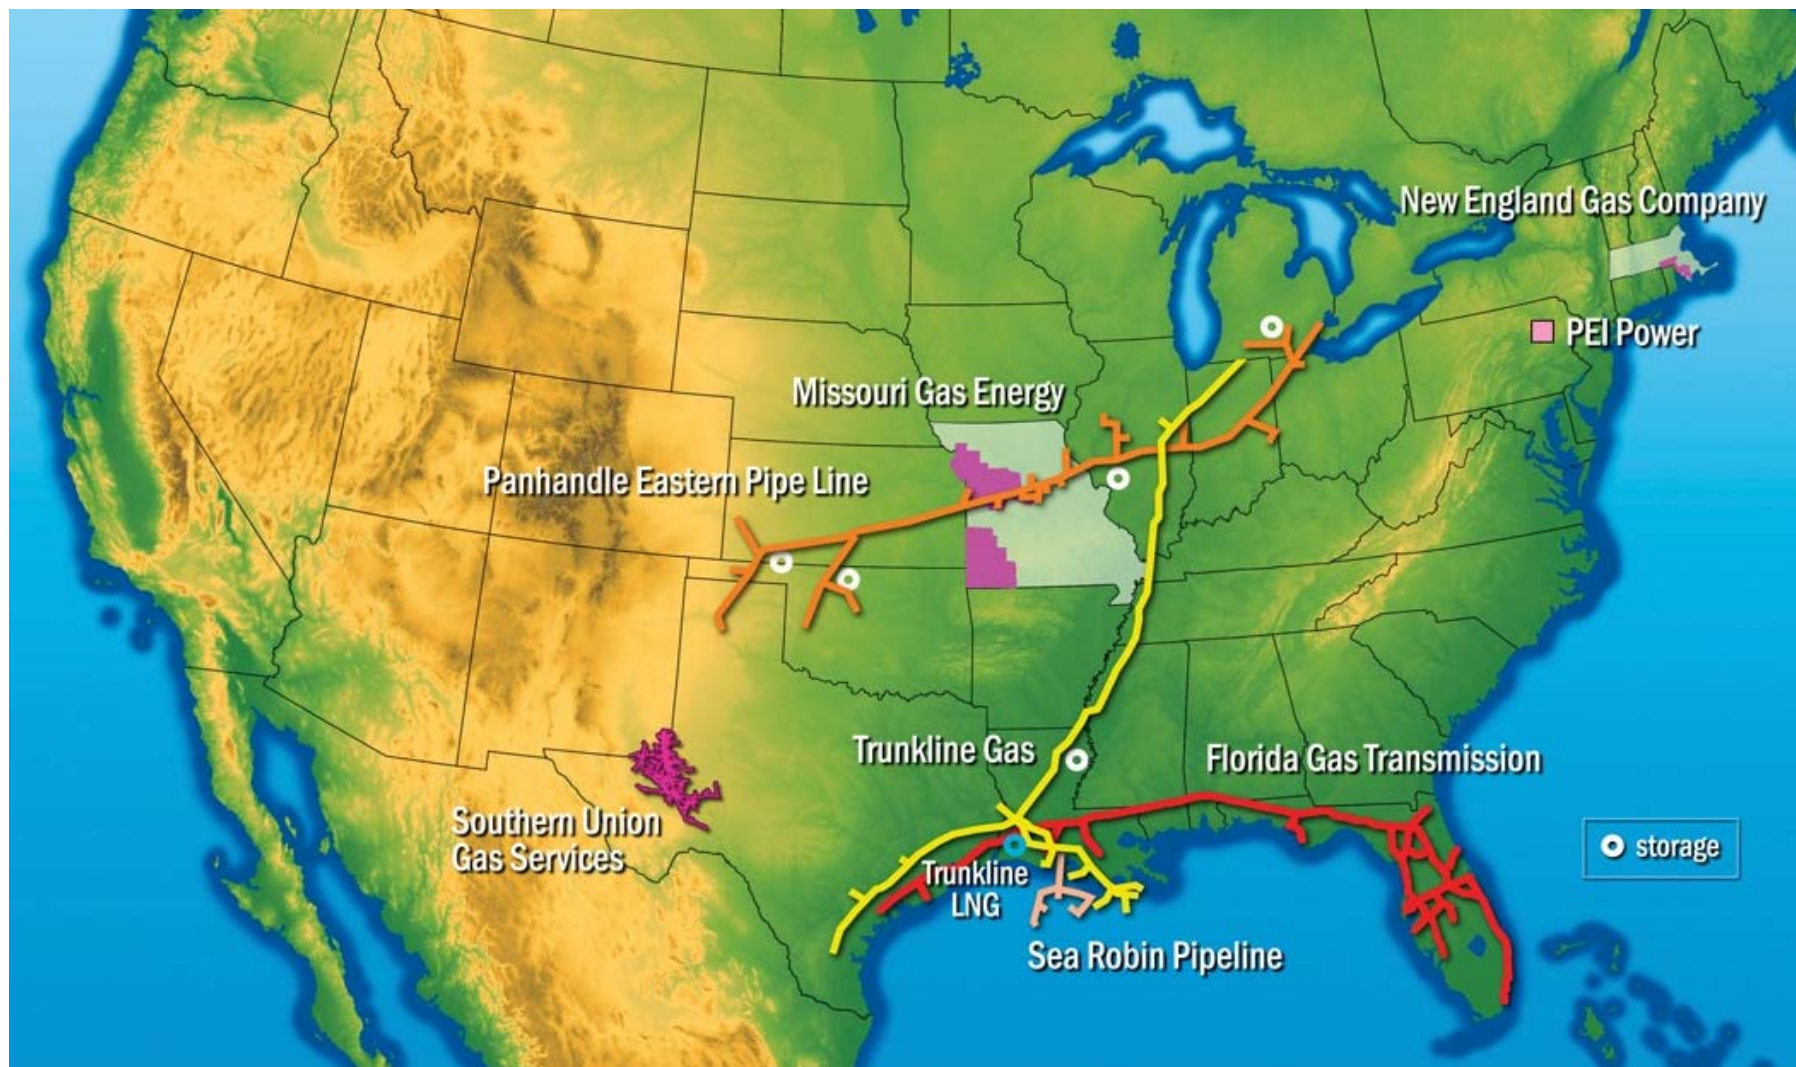 New England Gas Company
PEI Power
Missouri Gas Energy
Panhandle Eastern Pipe Line
Trunkline Gas
Florida Gas Transmission
Southern Union
Gas Services
storage
Trunkline
LNG
Sea Robin Pipeline